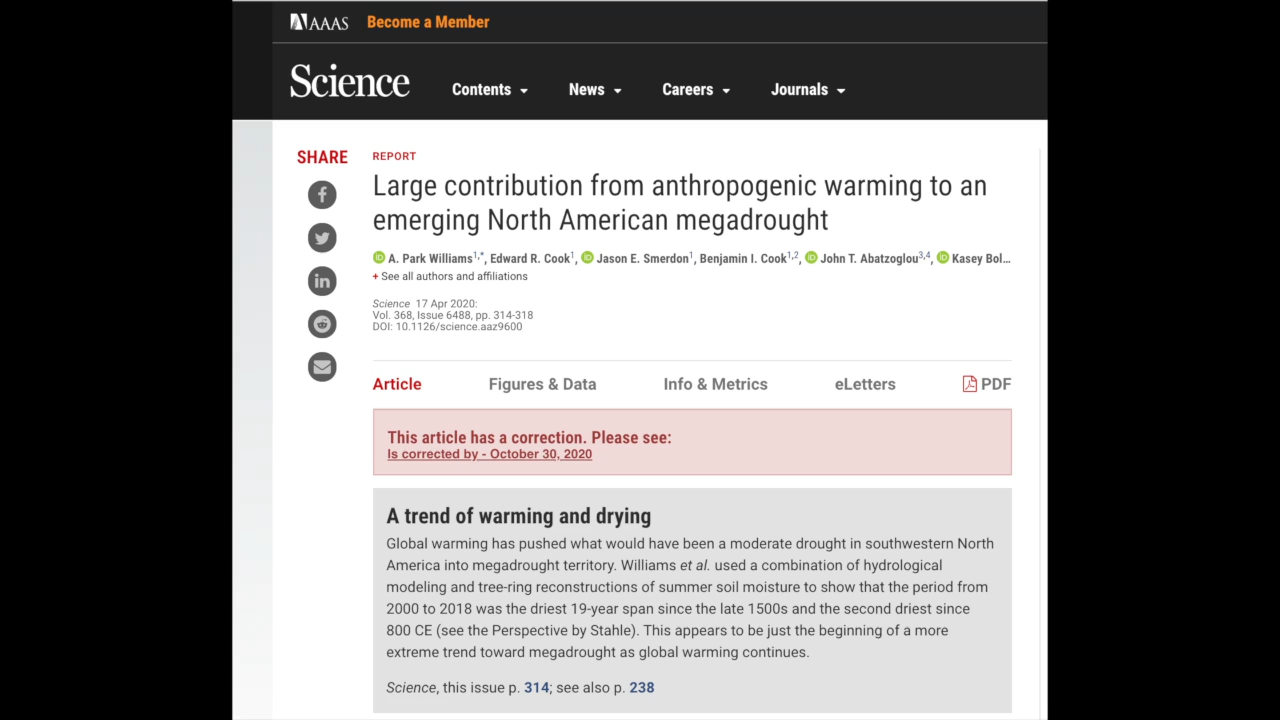 AAAS Become a Member
Science Contents News Careers Journals
SHARE
REPORT
Large contribution from anthropogenic warming to an
emerging North American megadrought
A. Park Williams1,*, Edward R. Cook1, Jason E. Smerdon1, Benjamin I. Cook1,2, John T. Abatzoglou3,4, Kasey Bol…
+ See all authors and affiliations
Science 17 Apr 2020:
Vol. 368, Issue 6488, pp. 314-318
DOI: 10.1126/science.aaz9600
Article Figures & Data Info & Metrics eLetters PDF
This article has a correction. Please see:
Is corrected by - October 30, 2020
A trend of warming and drying
Global warming has pushed what would have been a moderate drought in southwestern North
America into megadrought territory. Williams et al. used a combination of hydrological
modeling and tree-ring reconstructions of summer soil moisture to show that the period from
2000 to 2018 was the driest 19-year span since the late 1500s and the second driest since
800 CE (see the Perspective by Stahle). This appears to be just the beginning of a more
extreme trend toward megadrought as global warming continues.
Science, this issue p. 314; see also p. 238